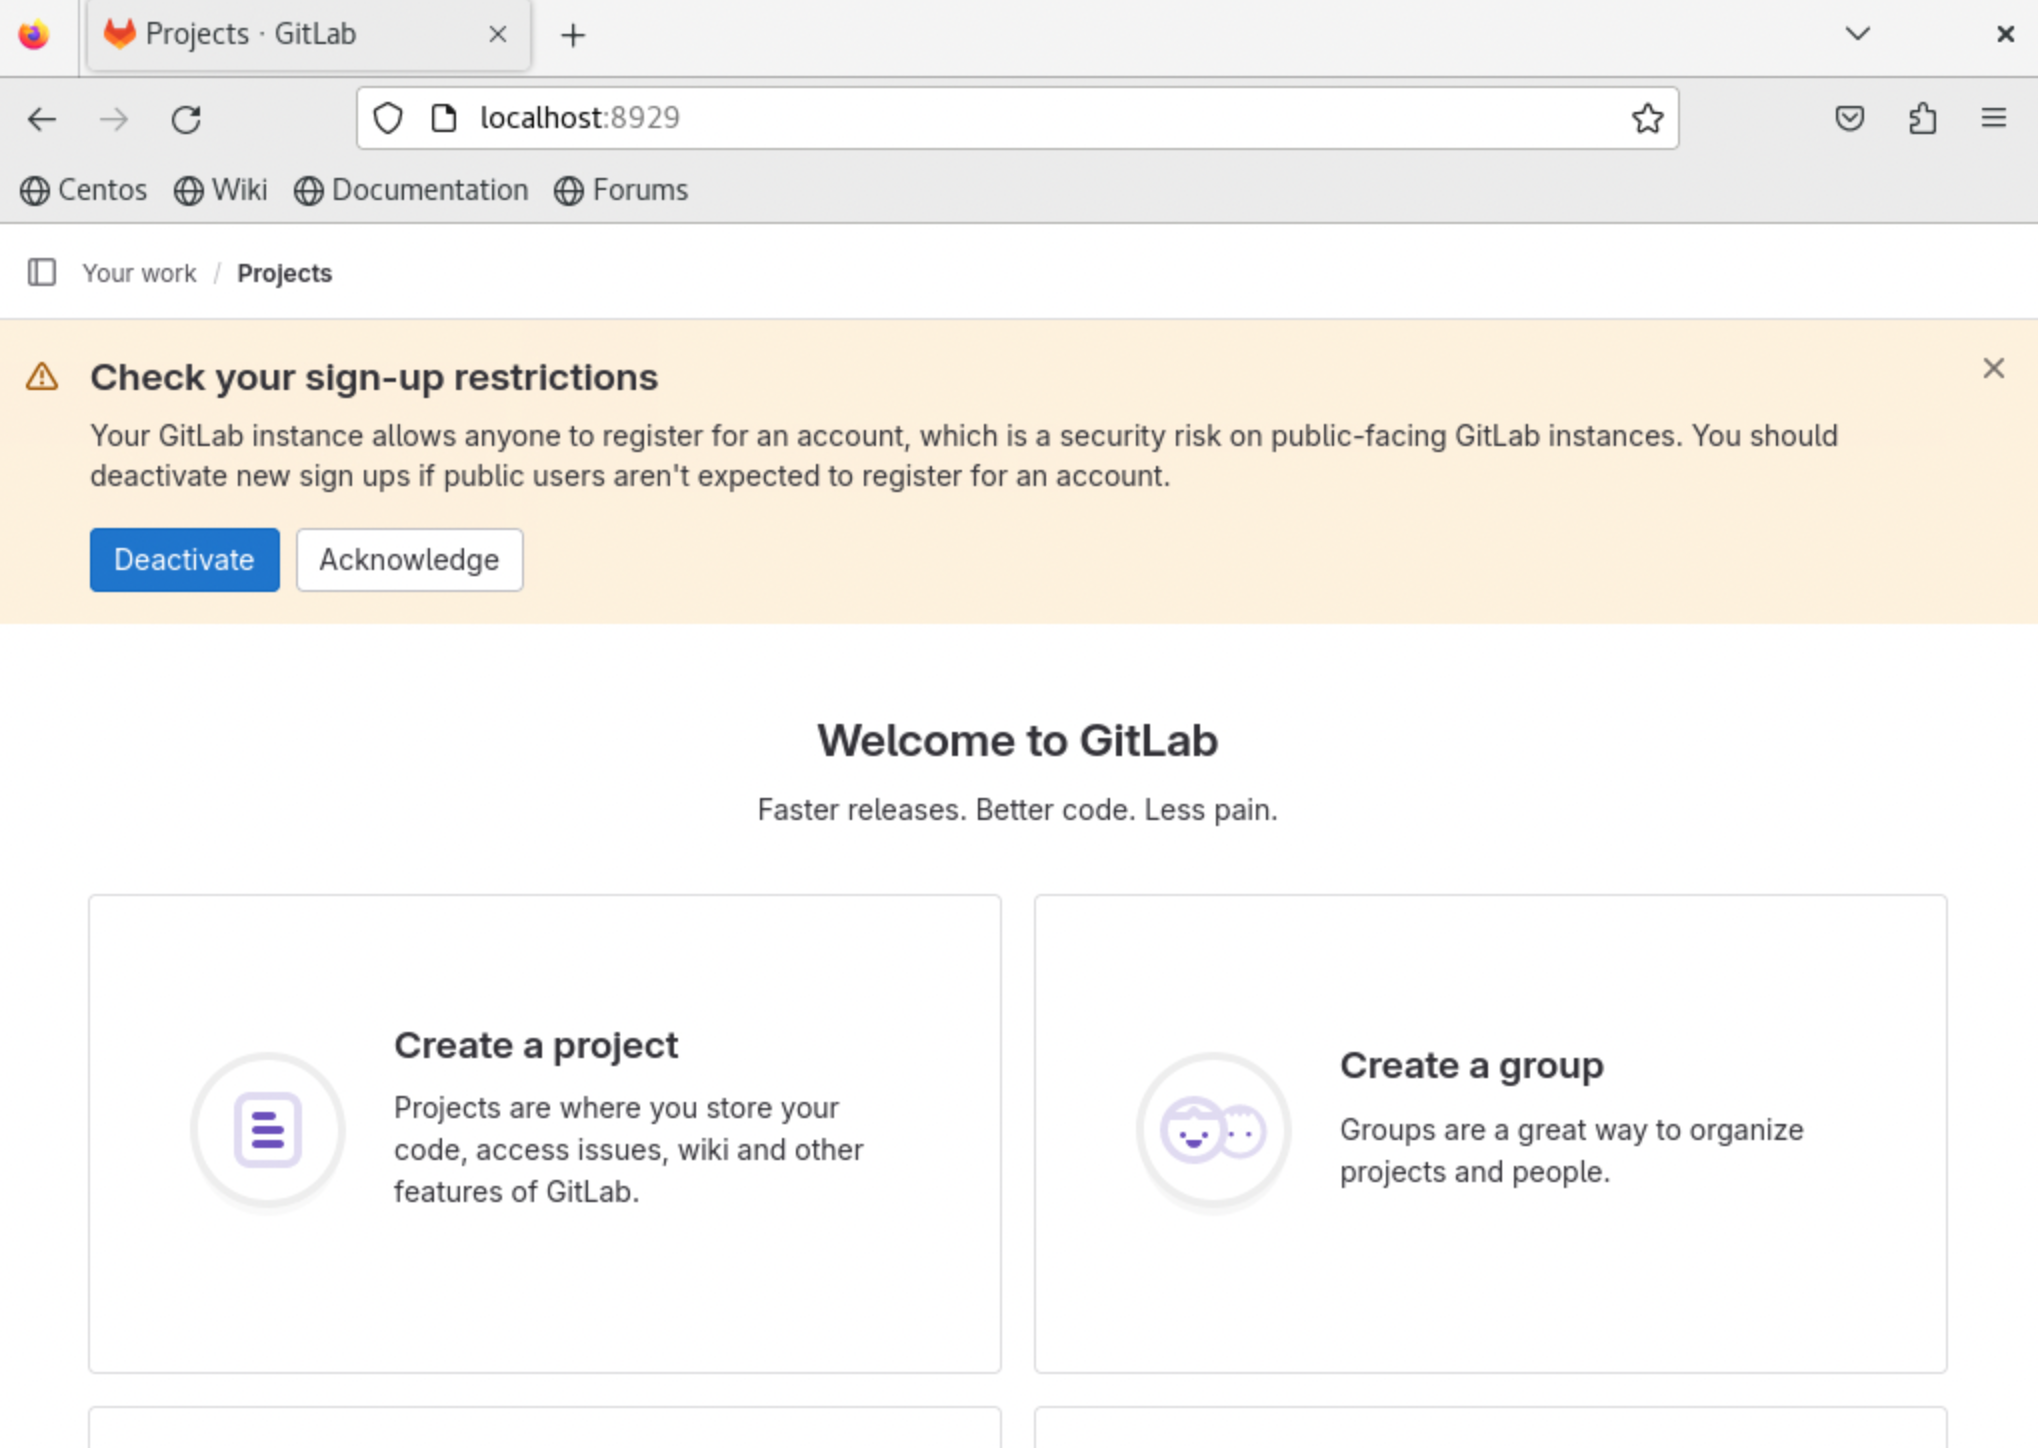 Projects · GitLab
localhost:8929
Centos Wiki Documentation Forums
Your work / Projects
Check your sign-up restrictions
Your GitLab instance allows anyone to register for an account, which is a security risk on public-facing GitLab instances. You should
deactivate new sign ups if public users aren't expected to register for an account.
Deactivate Acknowledge
Welcome to GitLab
Faster releases. Better code. Less pain.
Create a project
Projects are where you store your
code, access issues, wiki and other
features of GitLab.
Create a group
Groups are a great way to organize
projects and people.